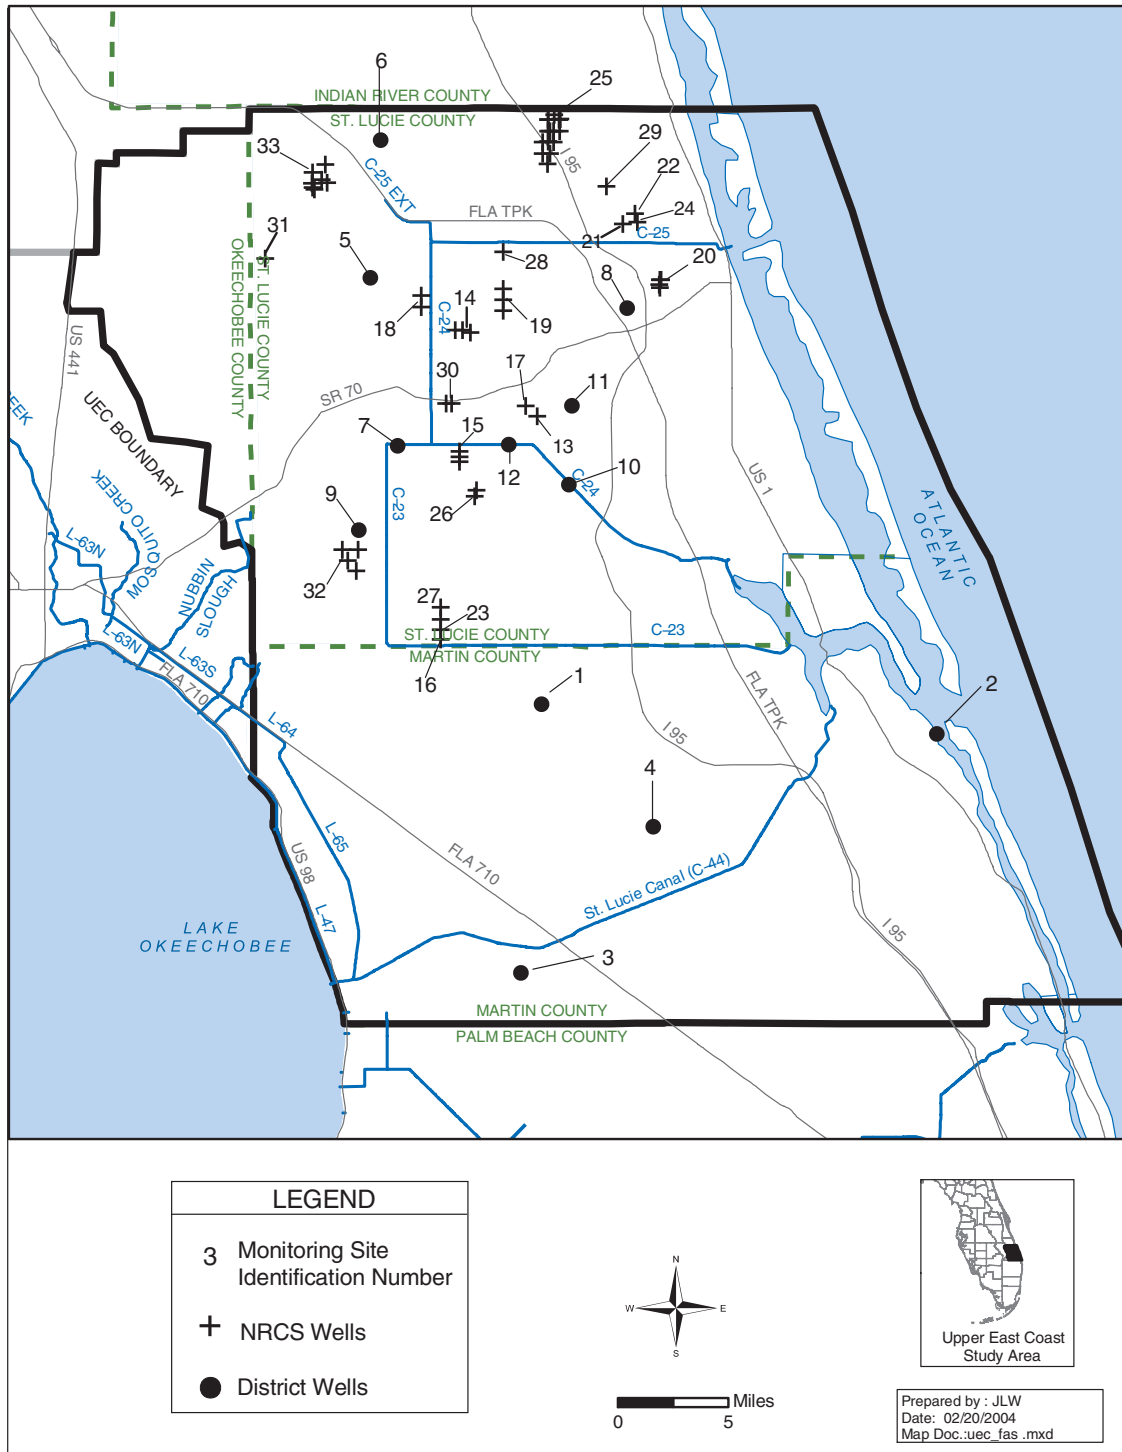 6
25
INDIAN RIVER COUNTY
ST. LUCIE COUNTY
33
29
I 95
C-25 EXT
22
FLA TPK
24
21
C-25
31
5
28
20
8
ST. LUCIE COUNTY
OKEECHOBEE COUNTY
18
C-24
14
19
US 441
30
17
11
SR 70
UEC BOUNDARY
7
15
13
12
10
C-24
US 1
EEK
MOSQUITO CREEK
9
C-23
26
ATLANTIC
OCEAN
L-63N
NUBBIN
SLOUGH
32
27
23
ST. LUCIE COUNTY
MARTIN COUNTY
C-23
L-63N
L-63S
FLA 710
16
1
FLA TPK
2
L-64
I 95
4
L-65
US 98
FLA 710
St. Lucie Canal (C-44)
L-47
LAKE
OKEECHOBEE
I 95
3
MARTIN COUNTY
PALM BEACH COUNTY
LEGEND
3 Monitoring Site
Identification Number
NRCS Wells
District Wells
N
W E
S
Miles
0 5
Upper East Coast
Study Area
Prepared by : JLW
Date: 02/20/2004
Map Doc.:uec_fas .mxd